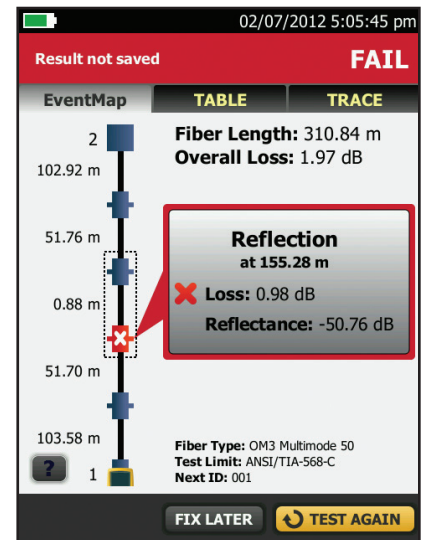 02/07/2012 5:05:45 pm
Result not saved
FAIL
EventMap
TABLE
TRACE
2
Fiber Length: 310.84 m
Overall Loss: 1.97 dB
102.92 m
51.76 m
Reflection
at 155.28 m
Loss: 0.98 dB
0.88 m
Reflectance: -50.76 dB
51.70 m
103.58 m
Fiber Type: OM3 Multimode 50
Test Limit: ANSI/TIA-568-C
? 1
Next ID: 001
FIX LATER
TEST AGAIN